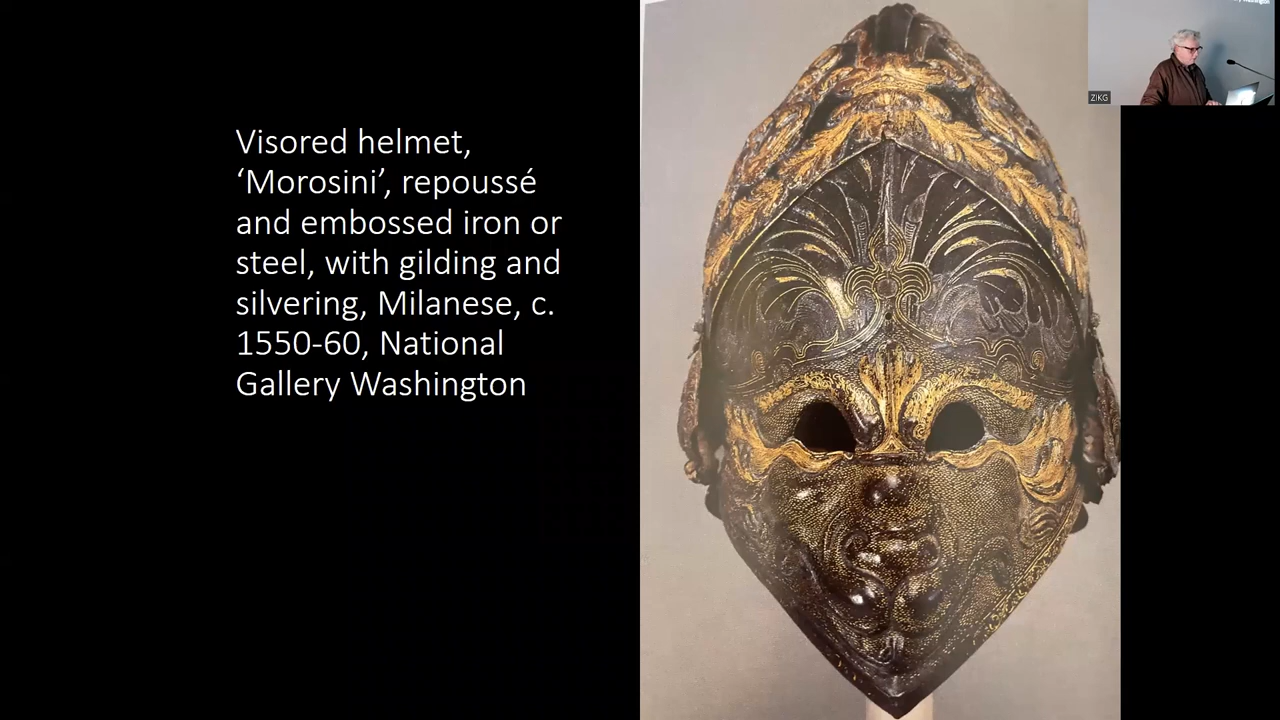 Visored helmet,
‘Morosini’, repoussé
and embossed iron or
steel, with gilding and
silvering, Milanese, c.
1550-60, National
Gallery Washington
Washington
ZIKG